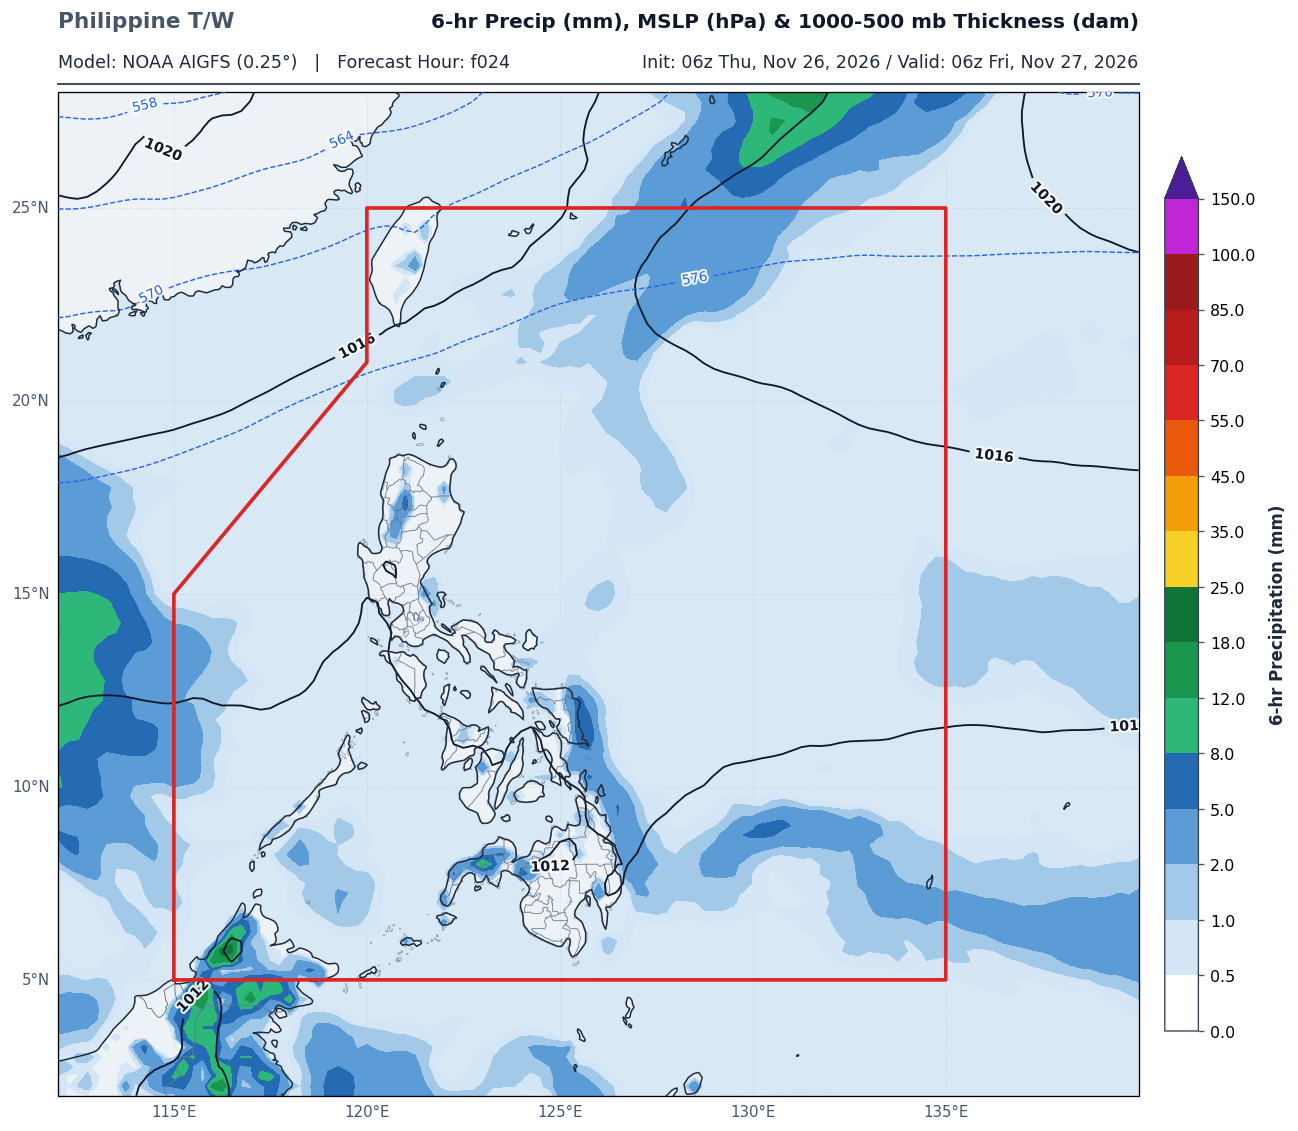 Philippine T/W
6-hr Precip (mm), MSLP (hPa) & 1000-500 mb Thickness (dam)
Model: NOAA AIGFS (0.25°) | Forecast Hour: f024
Init: 06z Thu, Nov 26, 2026 / Valid: 06z Fri, Nov 27, 2026
558
564
570
576
570
1020
1020
1016
1016
1012
1012
101
25°N
20°N
15°N
10°N
5°N
115°E
120°E
125°E
130°E
135°E
150.0
100.0
85.0
70.0
55.0
45.0
35.0
25.0
18.0
12.0
8.0
5.0
2.0
1.0
0.5
0.0
6-hr Precipitation (mm)